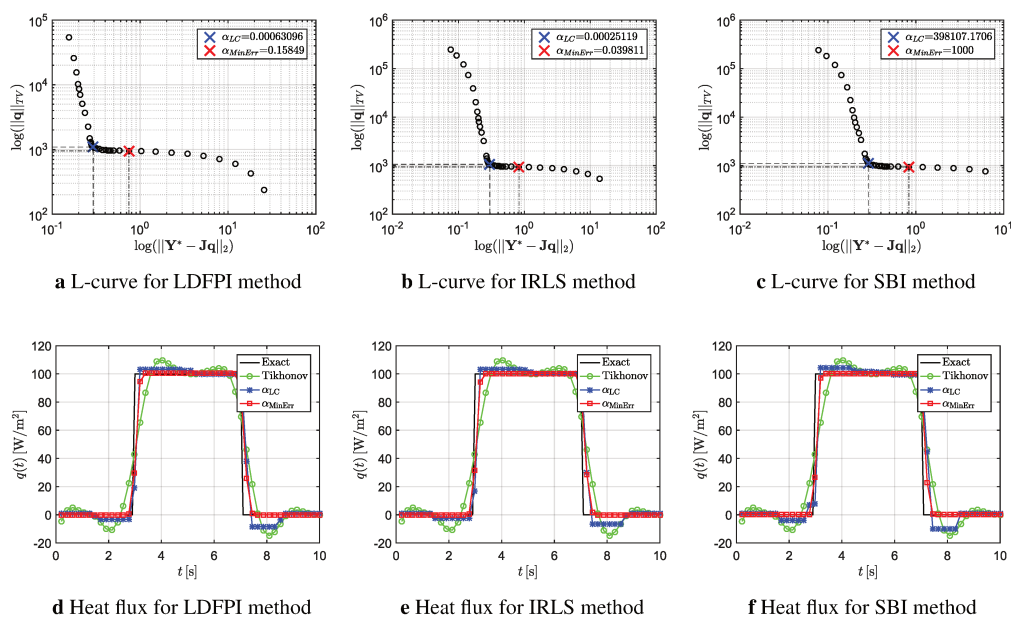 10^5
10^4
10^3
10^2
log(||q||_TV)
α_LC=0.00063096
α_MinErr=0.15849
10^-1
10^0
10^1
10^2
log(||Y* − Jq||_2)
a L-curve for LDFPI method
10^6
10^5
10^4
10^3
10^2
log(||q||_TV)
α_LC=0.00025119
α_MinErr=0.039811
10^-2
10^-1
10^0
10^1
10^2
log(||Y* − Jq||_2)
b L-curve for IRLS method
10^6
10^5
10^4
10^3
10^2
log(||q||_TV)
α_LC=398107.1706
α_MinErr=1000
10^-2
10^-1
10^0
10^1
log(||Y* − Jq||_2)
c L-curve for SBI method
120
100
80
60
40
20
0
-20
q(t) [W/m^2]
Exact
Tikhonov
α_LC
α_MinErr
0 2 4 6 8 10
t [s]
d Heat flux for LDFPI method
120
100
80
60
40
20
0
-20
q(t) [W/m^2]
Exact
Tikhonov
α_LC
α_MinErr
0 2 4 6 8 10
t [s]
e Heat flux for IRLS method
120
100
80
60
40
20
0
-20
q(t) [W/m^2]
Exact
Tikhonov
α_LC
α_MinErr
0 2 4 6 8 10
t [s]
f Heat flux for SBI method